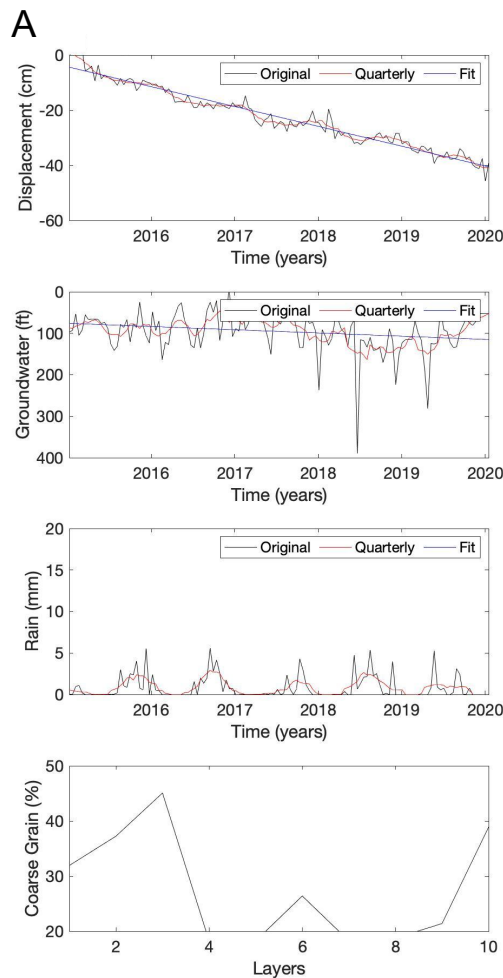 A
0
-20
-40
-60
Displacement (cm)
Original Quarterly Fit
2016 2017 2018 2019 2020
Time (years)
0
100
200
300
400
Groundwater (ft)
Original Quarterly Fit
2016 2017 2018 2019 2020
Time (years)
20
15
10
5
0
Rain (mm)
Original Quarterly Fit
2016 2017 2018 2019 2020
Time (years)
50
40
30
20
Coarse Grain (%)
2 4 6 8 10
Layers